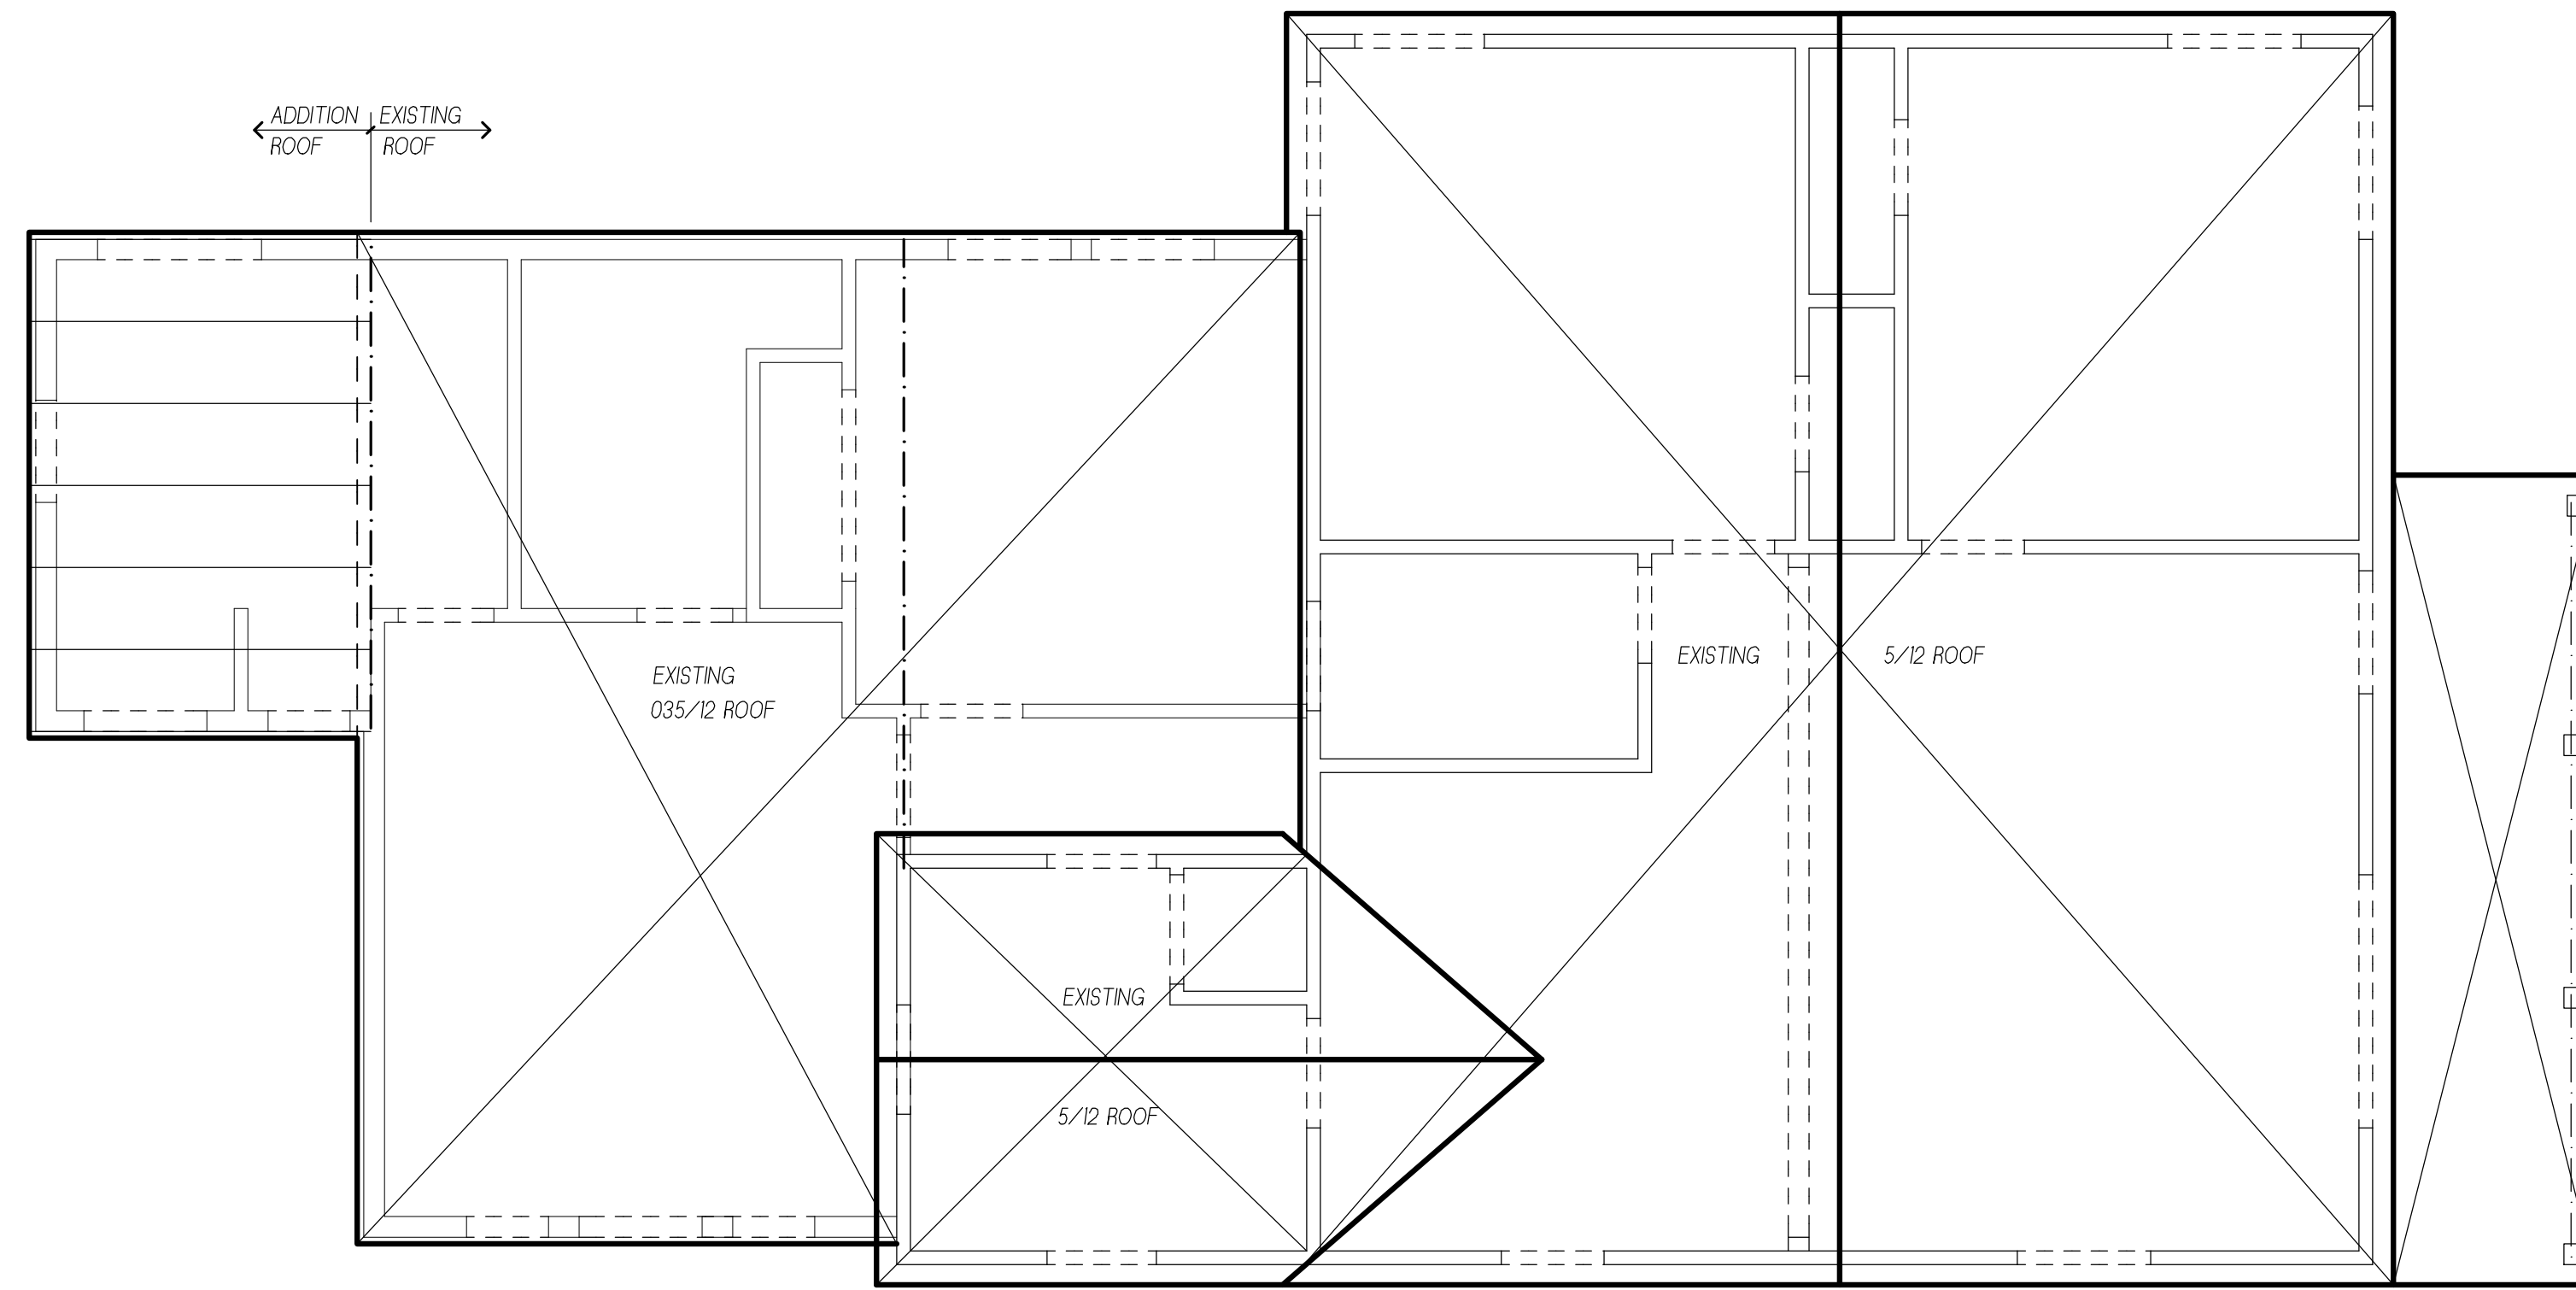 ADDITION EXISTING
ROOF ROOF
EXISTING
035/12 ROOF
EXISTING 5/12 ROOF
EXISTING
5/12 ROOF